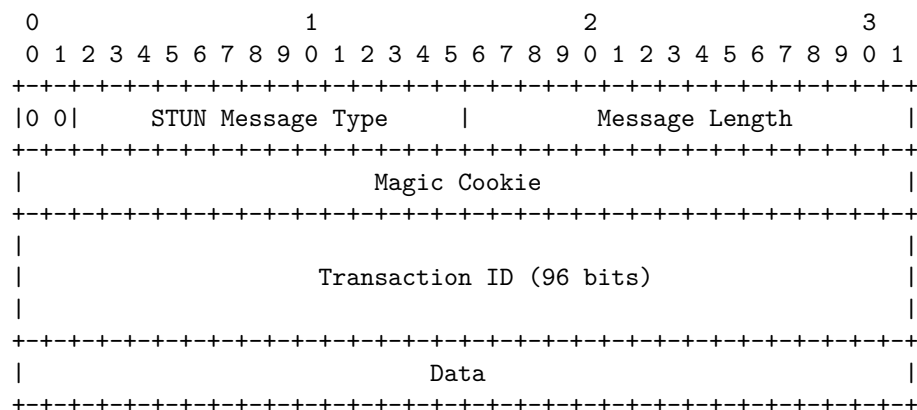 0                   1                   2                   3
0 1 2 3 4 5 6 7 8 9 0 1 2 3 4 5 6 7 8 9 0 1 2 3 4 5 6 7 8 9 0 1
+-+-+-+-+-+-+-+-+-+-+-+-+-+-+-+-+-+-+-+-+-+-+-+-+-+-+-+-+-+-+-+-+
|0 0|     STUN Message Type     |         Message Length        |
+-+-+-+-+-+-+-+-+-+-+-+-+-+-+-+-+-+-+-+-+-+-+-+-+-+-+-+-+-+-+-+-+
|                         Magic Cookie                          |
+-+-+-+-+-+-+-+-+-+-+-+-+-+-+-+-+-+-+-+-+-+-+-+-+-+-+-+-+-+-+-+-+
|                                                               |
|                     Transaction ID (96 bits)                  |
|                                                               |
+-+-+-+-+-+-+-+-+-+-+-+-+-+-+-+-+-+-+-+-+-+-+-+-+-+-+-+-+-+-+-+-+
|                             Data                              |
+-+-+-+-+-+-+-+-+-+-+-+-+-+-+-+-+-+-+-+-+-+-+-+-+-+-+-+-+-+-+-+-+